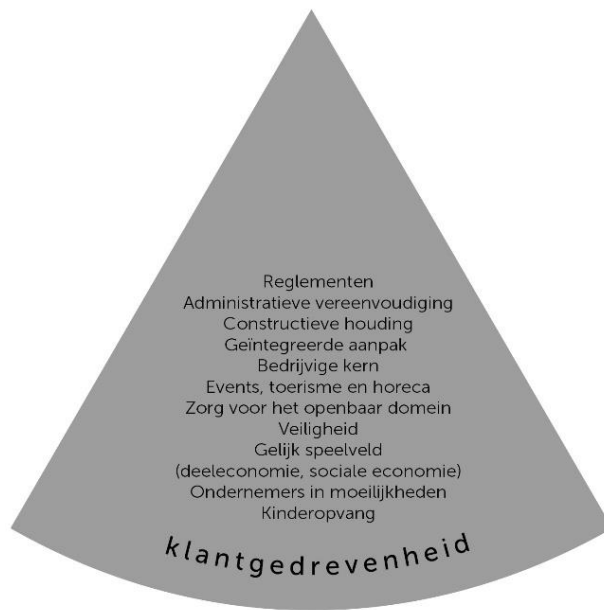 Reglementen
Administratieve vereenvoudiging
Constructieve houding
Geïntegreerde aanpak
Bedrijvige kern
Events, toerisme en horeca
Zorg voor het openbaar domein
Veiligheid
Gelijk speelveld
(deeleconomie, sociale economie)
Ondernemers in moeilijkheden
Kinderopvang
klantgedrevenheid